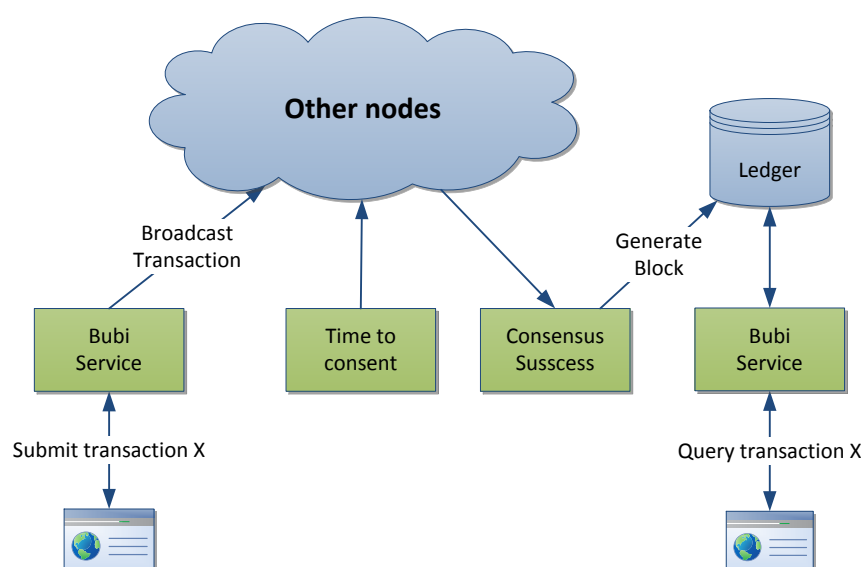 Other nodes
Ledger
Broadcast
Transaction
Generate
Block
Bubi
Service
Time to
consent
Consensus
Susscess
Bubi
Service
Submit transaction X
Query transaction X